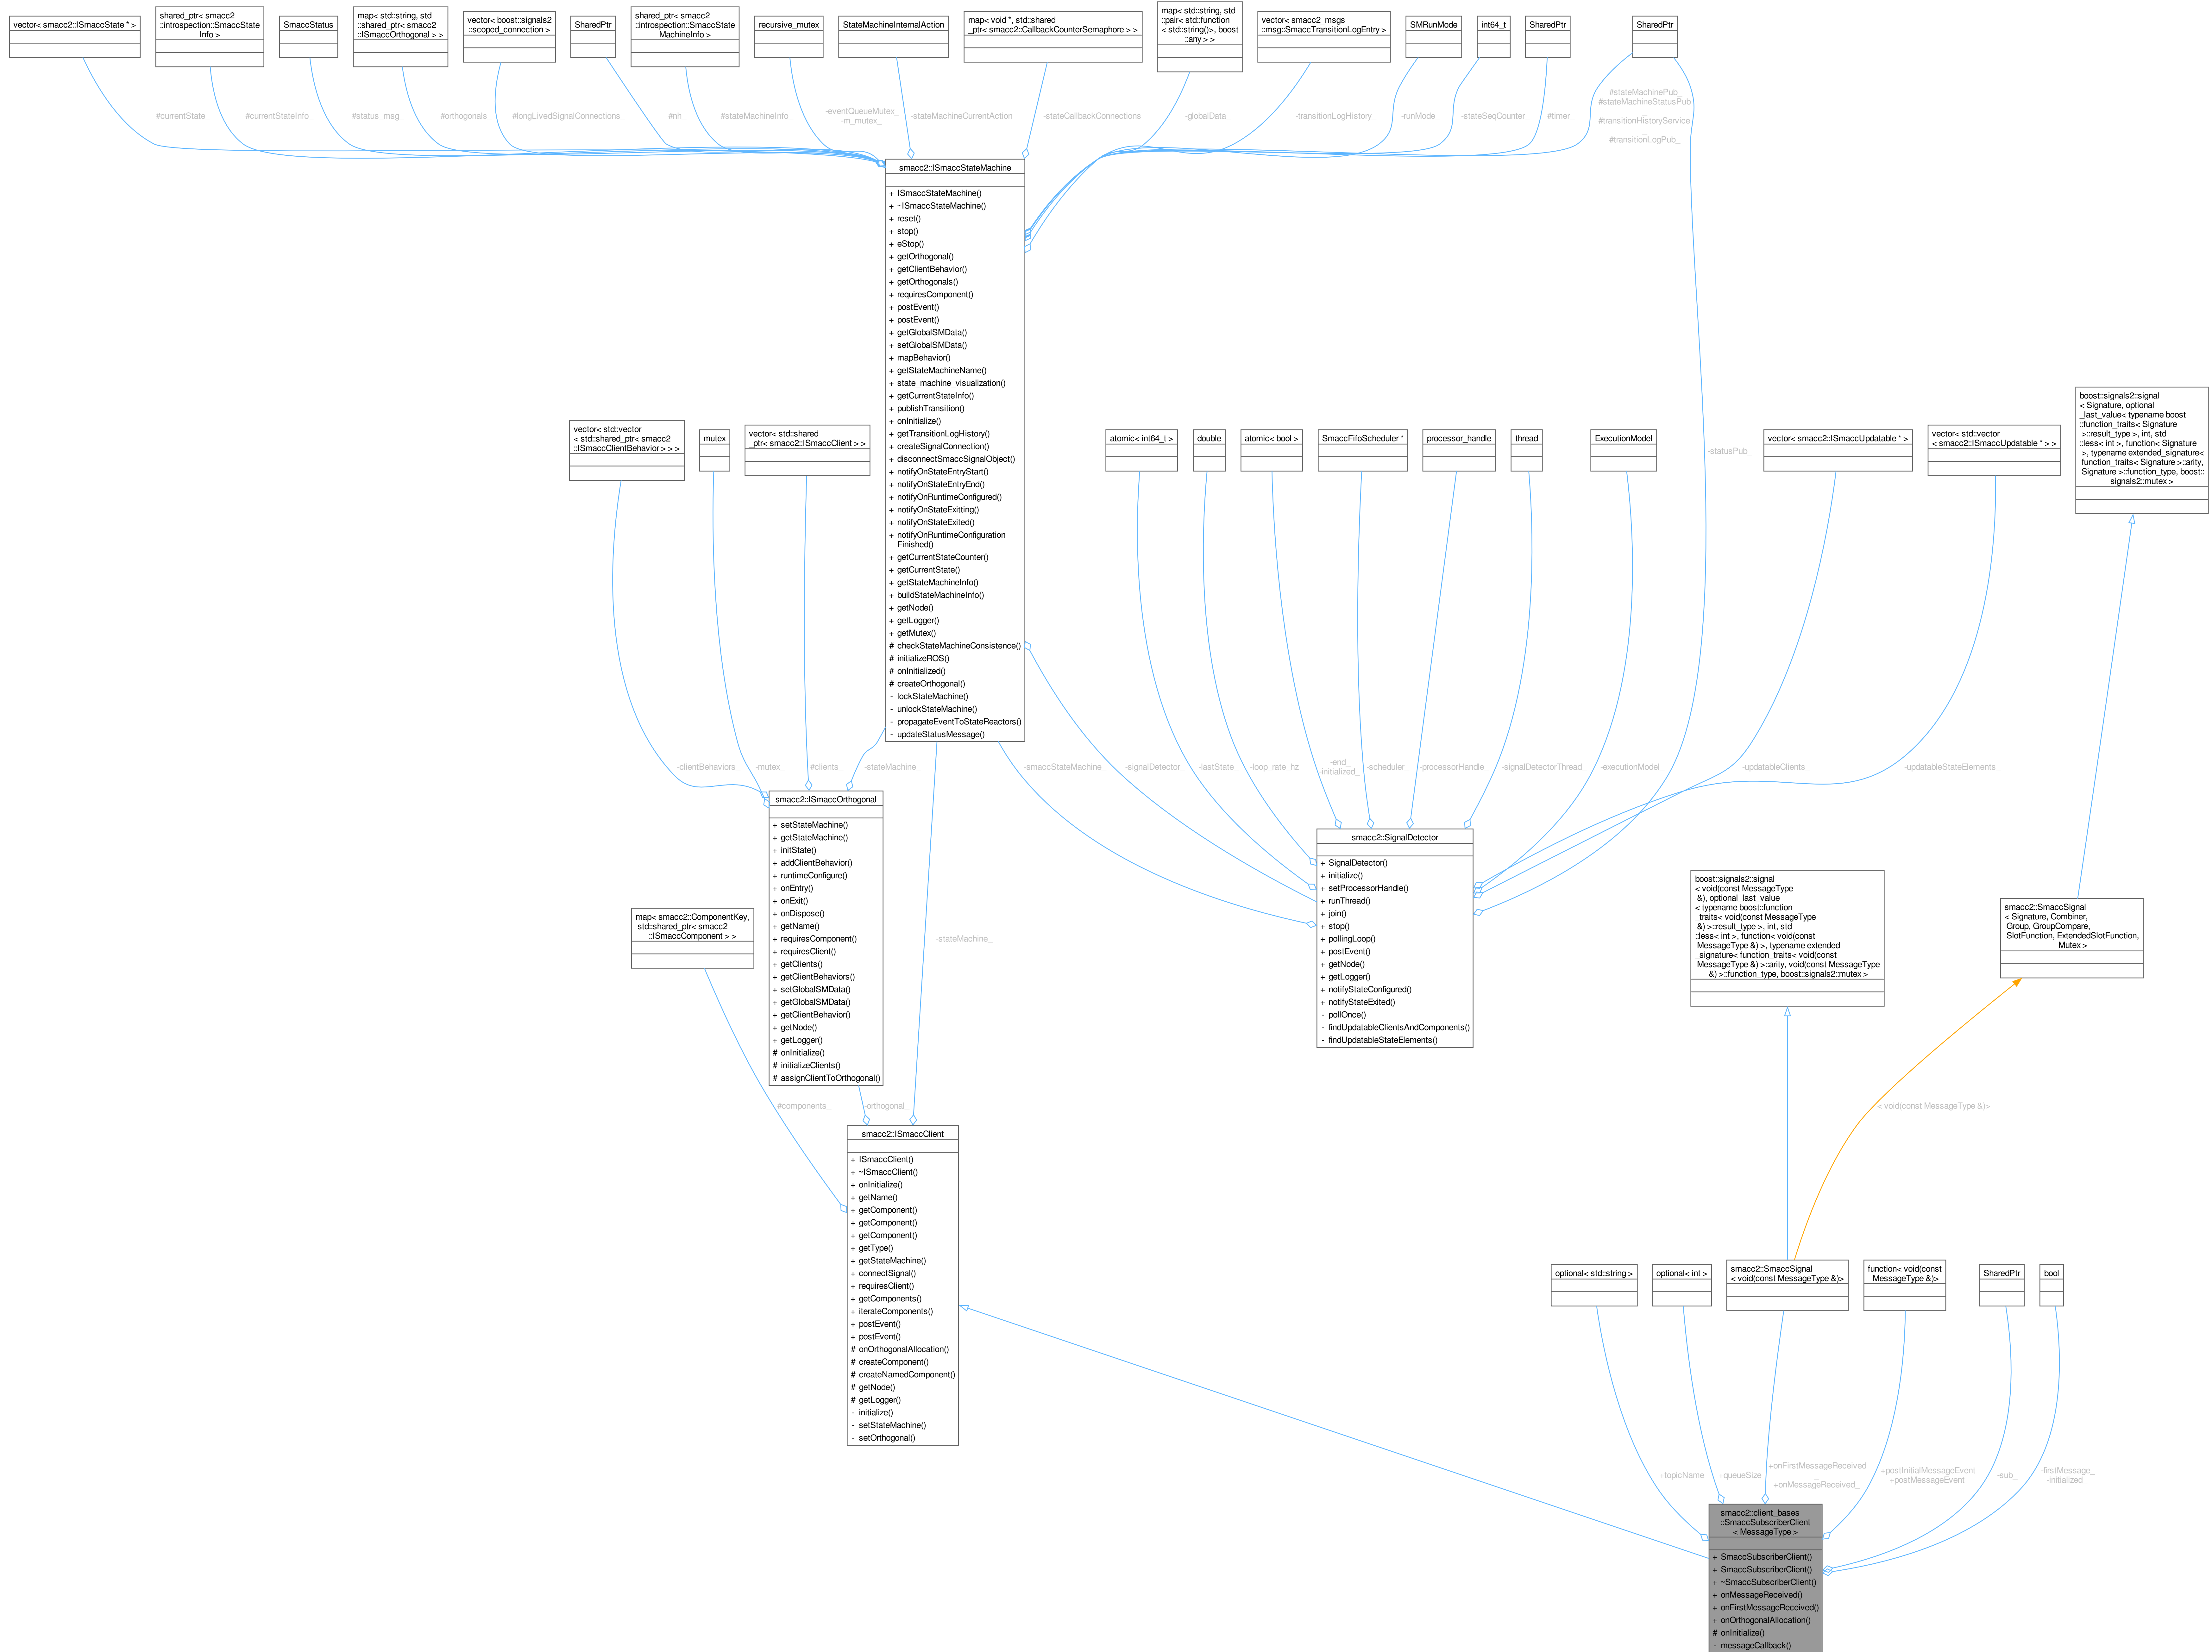 vector< smacc2::ISmaccState * >
shared_ptr< smacc2
::introspection::SmaccState
Info >
SmaccStatus
map< std::string, std
::shared_ptr< smacc2
::ISmaccOrthogonal > >
vector< boost::signals2
::scoped_connection >
SharedPtr
shared_ptr< smacc2
::introspection::SmaccState
MachineInfo >
recursive_mutex
StateMachineInternalAction
map< void *, std::shared
_ptr< smacc2::CallbackCounterSemaphore > >
map< std::string, std
::pair< std::function
< std::string()>, boost
::any > >
vector< smacc2_msgs
::msg::SmaccTransitionLogEntry >
SMRunMode
int64_t
SharedPtr
SharedPtr
#currentState_
#currentStateInfo_
#status_msg_
#orthogonals_
#longLivedSignalConnections_
#nh_
#stateMachineInfo_
-eventQueueMutex_
-m_mutex_
-stateMachineCurrentAction
-stateCallbackConnections
-globalData_
-transitionLogHistory_
-runMode_
-stateSeqCounter_
#timer_
#stateMachinePub_
#stateMachineStatusPub
_
#transitionHistoryService
_
#transitionLogPub_
smacc2::ISmaccStateMachine
+ ISmaccStateMachine()
+ ~ISmaccStateMachine()
+ reset()
+ stop()
+ eStop()
+ getOrthogonal()
+ getClientBehavior()
+ getOrthogonals()
+ requiresComponent()
+ postEvent()
+ postEvent()
+ getGlobalSMData()
+ setGlobalSMData()
+ mapBehavior()
+ getStateMachineName()
+ state_machine_visualization()
+ getCurrentStateInfo()
+ publishTransition()
+ onInitialize()
+ getTransitionLogHistory()
+ createSignalConnection()
+ disconnectSmaccSignalObject()
+ notifyOnStateEntryStart()
+ notifyOnStateEntryEnd()
+ notifyOnRuntimeConfigured()
+ notifyOnStateExitting()
+ notifyOnStateExited()
+ notifyOnRuntimeConfiguration
Finished()
+ getCurrentStateCounter()
+ getCurrentState()
+ getStateMachineInfo()
+ buildStateMachineInfo()
+ getNode()
+ getLogger()
+ getMutex()
# checkStateMachineConsistence()
# initializeROS()
# onInitialized()
# createOrthogonal()
- lockStateMachine()
- unlockStateMachine()
- propagateEventToStateReactors()
- updateStatusMessage()
boost::signals2::signal
< Signature, optional
_last_value< typename boost
::function_traits< Signature
>::result_type >, int, std
::less< int >, function< Signature
>, typename extended_signature<
function_traits< Signature >::arity,
Signature >::function_type, boost::
signals2::mutex >
vector< std::vector
< std::shared_ptr< smacc2
::ISmaccClientBehavior > > >
mutex
vector< std::shared
_ptr< smacc2::ISmaccClient > >
atomic< int64_t >
double
atomic< bool >
SmaccFifoScheduler *
processor_handle
thread
ExecutionModel
-statusPub_
vector< smacc2::ISmaccUpdatable * >
vector< std::vector
< smacc2::ISmaccUpdatable * > >
-clientBehaviors_
-mutex_
#clients_
-stateMachine_
-smaccStateMachine_
-signalDetector_
-lastState_
-loop_rate_hz
-end_
-initialized_
-scheduler_
-processorHandle_
-signalDetectorThread_
-executionModel_
-updatableClients_
-updatableStateElements_
smacc2::ISmaccOrthogonal
+ setStateMachine()
+ getStateMachine()
+ initState()
+ addClientBehavior()
+ runtimeConfigure()
+ onEntry()
+ onExit()
+ onDispose()
+ getName()
+ requiresComponent()
+ requiresClient()
+ getClients()
+ getClientBehaviors()
+ setGlobalSMData()
+ getGlobalSMData()
+ getClientBehavior()
+ getNode()
+ getLogger()
# onInitialize()
# initializeClients()
# assignClientToOrthogonal()
smacc2::SignalDetector
+ SignalDetector()
+ initialize()
+ setProcessorHandle()
+ runThread()
+ join()
+ stop()
+ pollingLoop()
+ postEvent()
+ getNode()
+ getLogger()
+ notifyStateConfigured()
+ notifyStateExited()
- pollOnce()
- findUpdatableClientsAndComponents()
- findUpdatableStateElements()
boost::signals2::signal
< void(const MessageType
&), optional_last_value
< typename boost::function
_traits< void(const MessageType
&) >::result_type >, int, std
::less< int >, function< void(const
MessageType &) >, typename extended
_signature< function_traits< void(const
MessageType &) >::arity, void(const MessageType
&) >::function_type, boost::signals2::mutex >
smacc2::SmaccSignal
< Signature, Combiner,
Group, GroupCompare,
SlotFunction, ExtendedSlotFunction,
Mutex >
map< smacc2::ComponentKey,
std::shared_ptr< smacc2
::ISmaccComponent > >
-stateMachine_
#components_
-orthogonal_
< void(const MessageType &)>
smacc2::ISmaccClient
+ ISmaccClient()
+ ~ISmaccClient()
+ onInitialize()
+ getName()
+ getComponent()
+ getComponent()
+ getComponent()
+ getType()
+ getStateMachine()
+ connectSignal()
+ requiresClient()
+ getComponents()
+ iterateComponents()
+ postEvent()
+ postEvent()
# onOrthogonalAllocation()
# createComponent()
# createNamedComponent()
# getNode()
# getLogger()
- initialize()
- setStateMachine()
- setOrthogonal()
optional< std::string >
optional< int >
smacc2::SmaccSignal
< void(const MessageType &)>
function< void(const
MessageType &)>
SharedPtr
bool
+topicName
+queueSize
+onFirstMessageReceived
_
+onMessageReceived_
+postInitialMessageEvent
+postMessageEvent
-sub_
-firstMessage_
-initialized_
smacc2::client_bases
::SmaccSubscriberClient
< MessageType >
+ SmaccSubscriberClient()
+ SmaccSubscriberClient()
+ ~SmaccSubscriberClient()
+ onMessageReceived()
+ onFirstMessageReceived()
+ onOrthogonalAllocation()
# onInitialize()
- messageCallback()